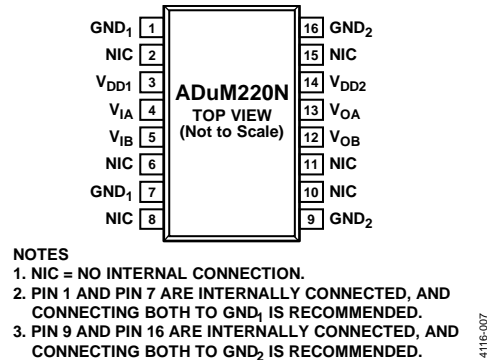 GND1 1 16 GND2
NIC 2 15 NIC
VDD1 3 14 VDD2
ADuM220N
VIA 4 TOP VIEW 13 VOA
VIB 5 (Not to Scale) 12 VOB
NIC 6 11 NIC
GND1 7 10 NIC
NIC 8 9 GND2
NOTES
1. NIC = NO INTERNAL CONNECTION.
2. PIN 1 AND PIN 7 ARE INTERNALLY CONNECTED, AND
CONNECTING BOTH TO GND1 IS RECOMMENDED.
3. PIN 9 AND PIN 16 ARE INTERNALLY CONNECTED, AND
CONNECTING BOTH TO GND2 IS RECOMMENDED.
4116-007